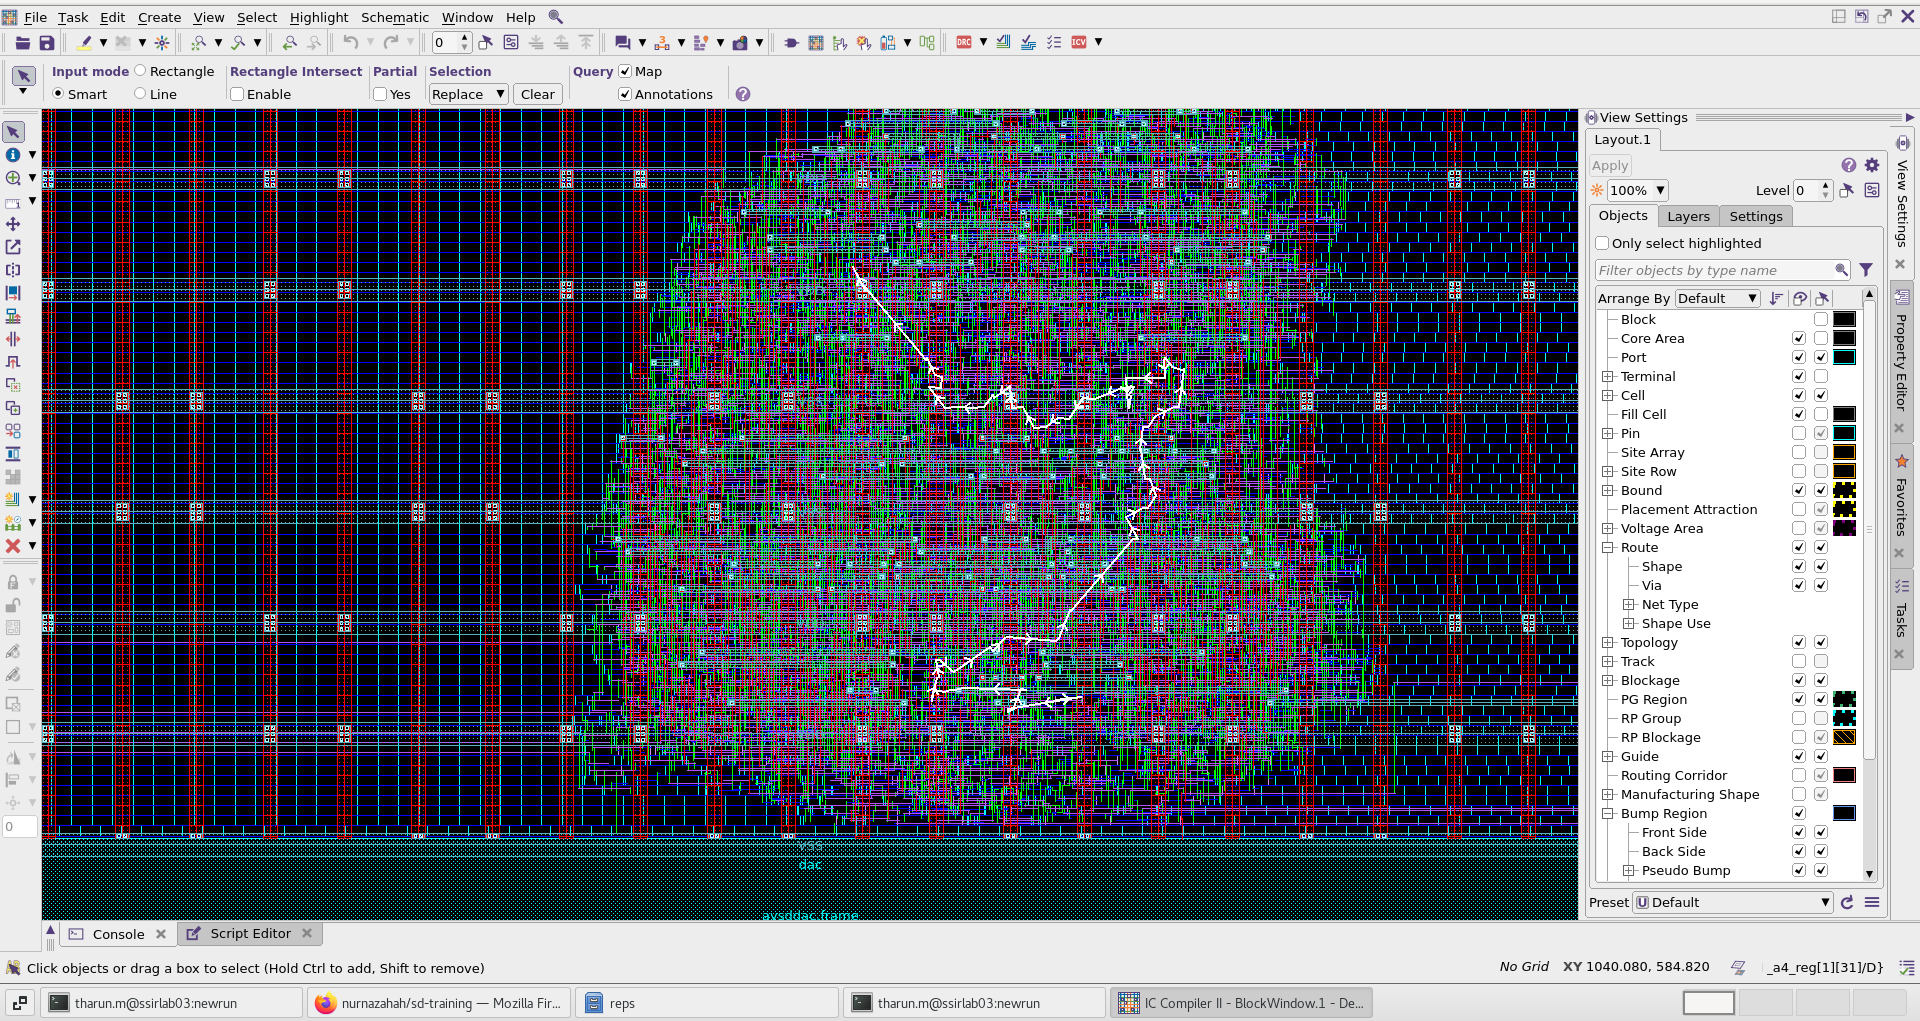 File Task Edit Create View Select Highlight Schematic Window Help
0
DRC
ICV
Input mode Rectangle Rectangle Intersect Partial Selection Query Map
Smart Line Enable Yes Replace Clear Annotations
View Settings
Layout.1
Apply
100% Level 0
Objects Layers Settings
Only select highlighted
Filter objects by type name
Arrange By Default
Block
Core Area
Port
Terminal
Cell
Fill Cell
Pin
Site Array
Site Row
Bound
Placement Attraction
Voltage Area
Route
Shape
Via
Net Type
Shape Use
Topology
Track
Blockage
PG Region
RP Group
RP Blockage
Guide
Routing Corridor
Manufacturing Shape
Bump Region
Front Side
Back Side
Pseudo Bump
Preset Default
View Settings
Property Editor
Favorites
Tasks
0
dac
avsddac.frame
Console
Script Editor
Click objects or drag a box to select (Hold Ctrl to add, Shift to remove)
No Grid XY 1040.080, 584.820 _a4_reg[1][31]/D}
tharun.m@ssirlab03:newrun
nurnazahah/sd-training — Mozilla Fir...
reps
tharun.m@ssirlab03:newrun
IC Compiler II - BlockWindow.1 - De...